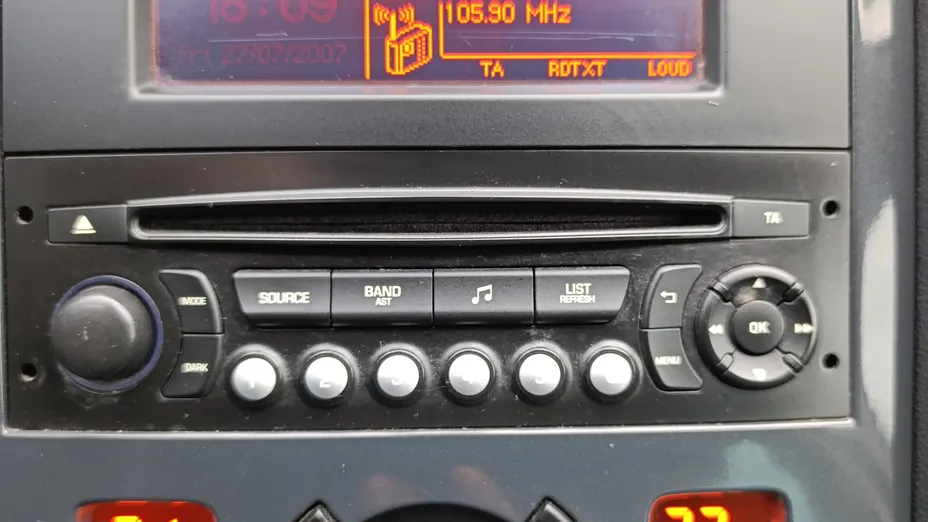 18:09
105.90 MHz
Fri 27/07/2007
TA RDTXT LOUD
TA
MODE
SOURCE
BAND
AST
LIST
REFRESH
OK
DARK
MENU
1 2 3 4 5 6